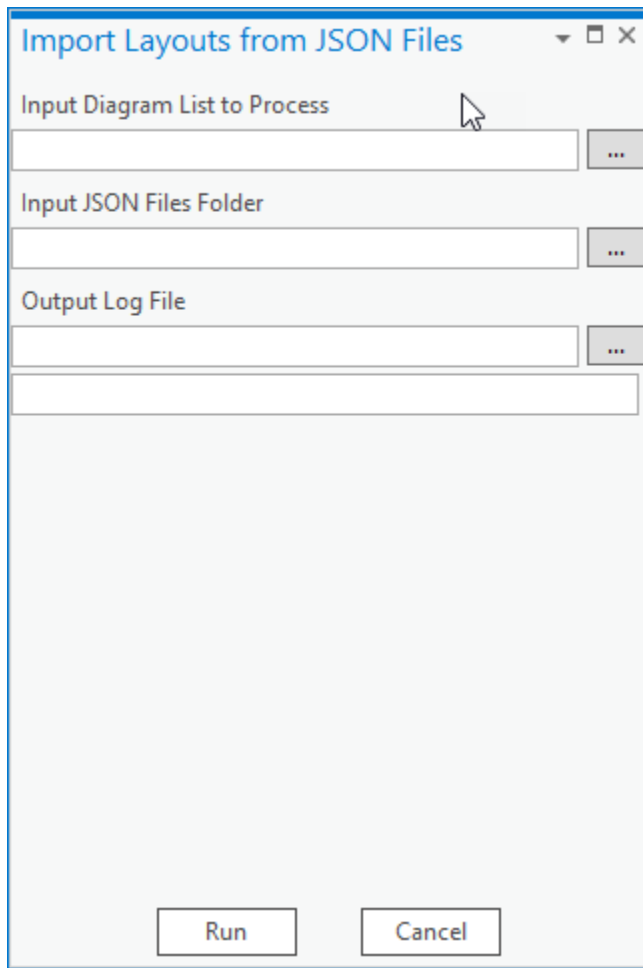 Import Layouts from JSON Files
Input Diagram List to Process
...
Input JSON Files Folder
...
Output Log File
...
Run Cancel